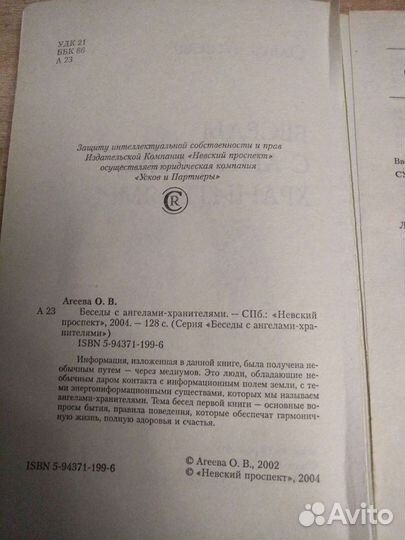 УДК 21
ББК 86
А 23
Защиту интеллектуальной собственности и прав
Издательской Компании «Невский проспект»
осуществляет юридическая компания
«Усков и Партнеры»
Агеева О. В.
А 23 Беседы с ангелами-хранителями. — СПб.: «Невский
проспект», 2004. — 128 с. (Серия «Беседы с ангелами-хра-
нителями»)
ISBN 5-94371-199-6
Информация, изложенная в данной книге, была получена не-
обычным путем — через медиумов. Это люди, обладающие не-
обычным даром контакта с информационным полем земли, с те-
ми энергоинформационными существами, которых мы называем
ангелами-хранителями. Тема бесед первой книги — основные во-
просы бытия, правила поведения, которые обеспечат гармонич-
ную жизнь, полную здоровья и счастья.
ISBN 5-94371-199-6
© Агеева О. В., 2002
© «Невский проспект», 2004
Avito